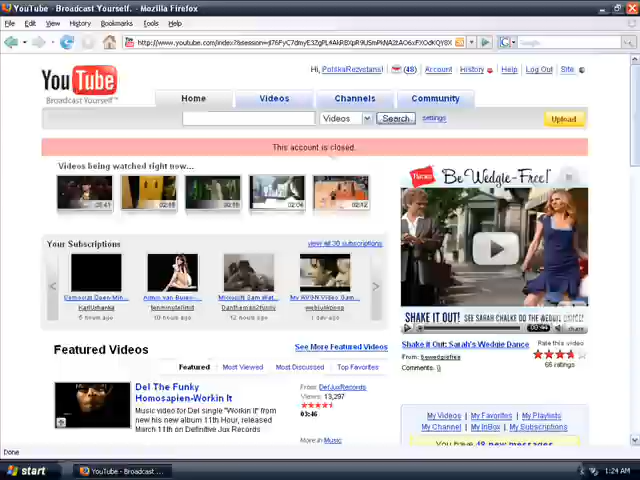 YouTube - Broadcast Yourself. - Mozilla Firefox
File Edit View History Bookmarks Tools Help
Google
Hi, PolskaRezystans! (48) Account History Help Log Out Site
YouTube
Broadcast Yourself™
Home Videos Channels Community
Videos Search settings Upload
This account is closed.
Videos being watched right now...
02:04
Your Subscriptions
view all 30 subscriptions
6 hours ago 10 hours ago 12 hours ago 1 day ago
Featured Videos
See More Featured Videos
Featured Most Viewed Most Discussed Top Favorites
Del The Funky
Homosapien-Workin It
Music video for Del single "Workin It" from
his new album 11th Hour, released
March 11th on Definitive Jux Records
From: DefJuxRecords
Views: 13,297
03:46
More in Music
Hanes
Be Wedgie-Free!
SHAKE IT OUT! SEE SARAH CHALKE DO THE WEDGIE DANCE!
share
Shake it Out: Sarah's Wedgie Dance
From: bewedgiefree
Comments: 0
Rate this video
66 ratings
My Videos | My Favorites | My Playlists
My Channel | My Inbox | My Subscriptions
You have 48 new messages
Done
start
YouTube - Broadcast ...
1:24 AM